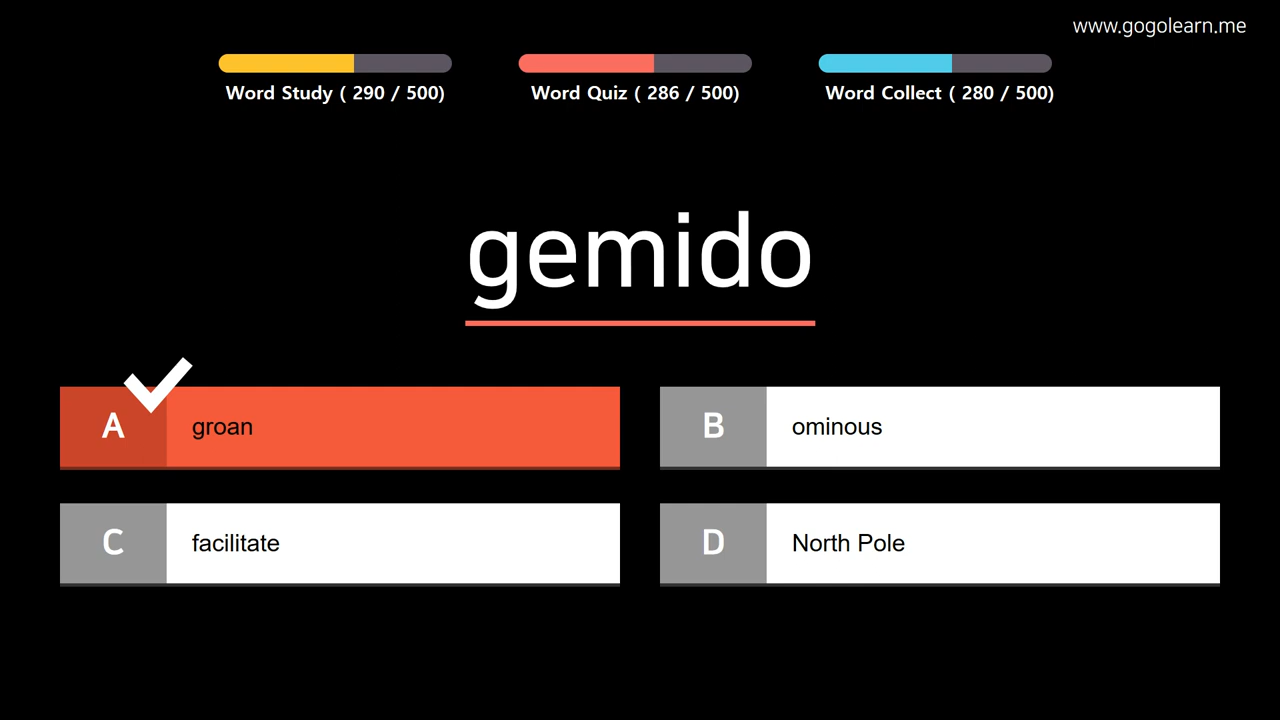 www.gogolearn.me
Word Study ( 290 / 500)
Word Quiz ( 286 / 500)
Word Collect ( 280 / 500)
gemido
A groan
B ominous
C facilitate
D North Pole